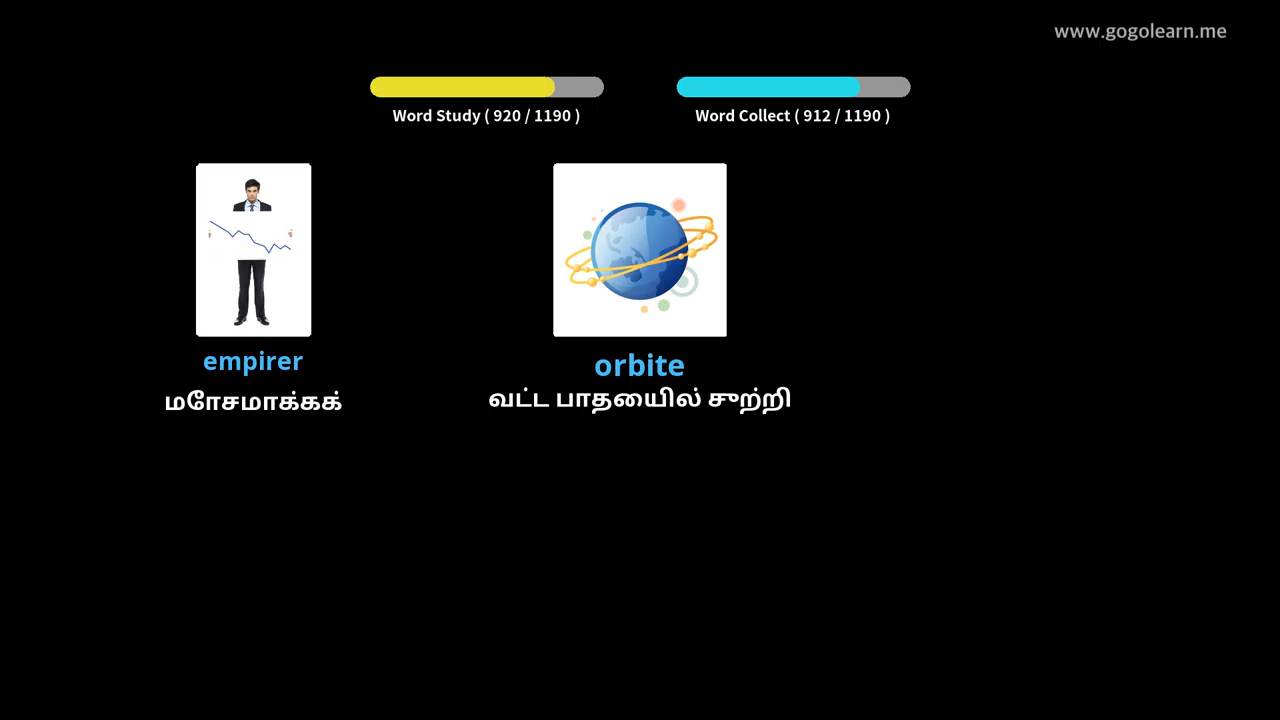 www.gogolearn.me
Word Study ( 920 / 1190 )
Word Collect ( 912 / 1190 )
empirer
மோசமாக்கக்
orbite
வட்ட பாதையில் சுற்றி